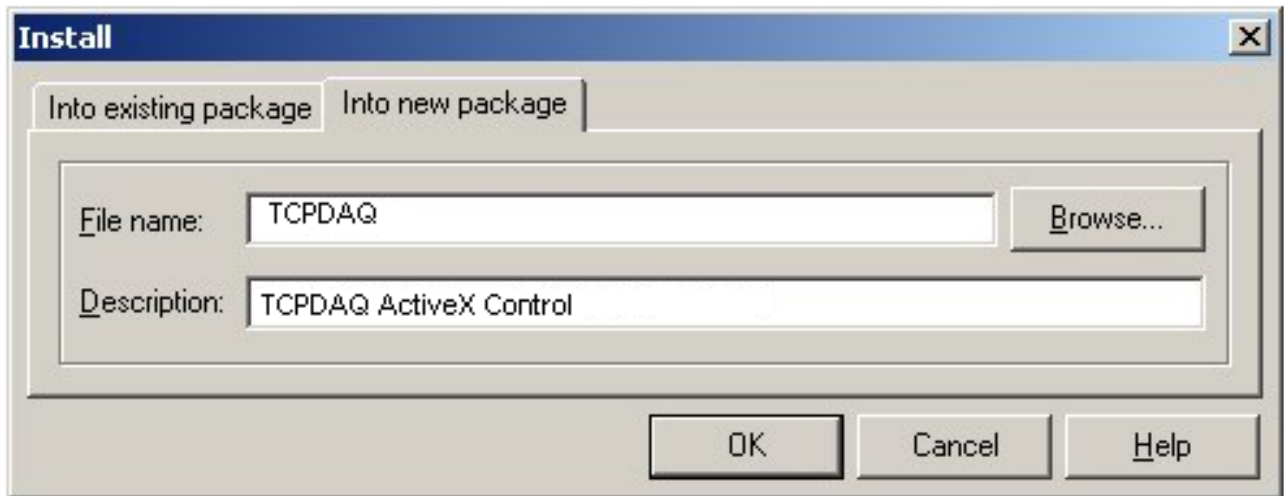 Install
Into existing package
Into new package
File name: TCPDAQ Browse...
Description: TCPDAQ ActiveX Control
OK Cancel Help